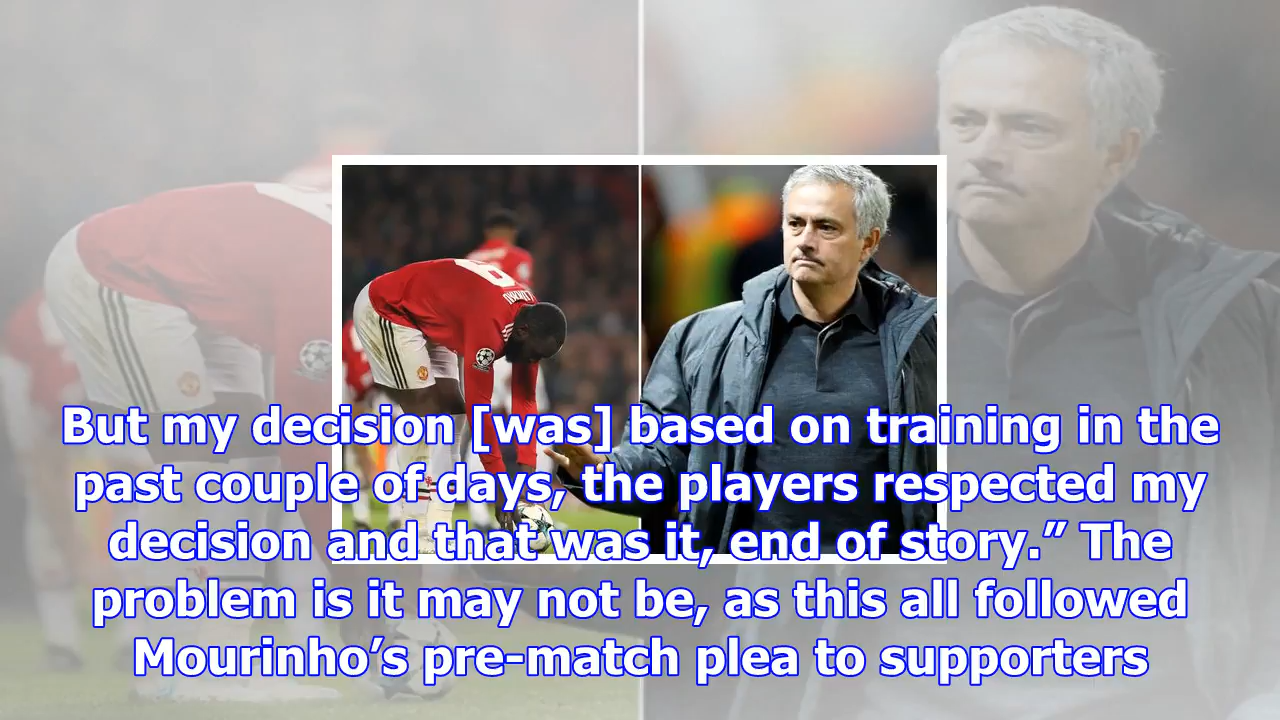 But my decision [was] based on training in the
past couple of days, the players respected my
decision and that was it, end of story.” The
problem is it may not be, as this all followed
Mourinho’s pre-match plea to supporters